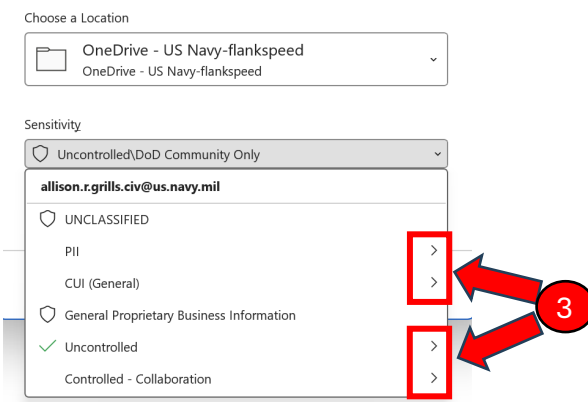 Choose a Location
OneDrive - US Navy-flankspeed
OneDrive - US Navy-flankspeed
Sensitivity
Uncontrolled\DoD Community Only
allison.r.grills.civ@us.navy.mil
UNCLASSIFIED
PII
CUI (General)
General Proprietary Business Information
Uncontrolled
Controlled - Collaboration
3